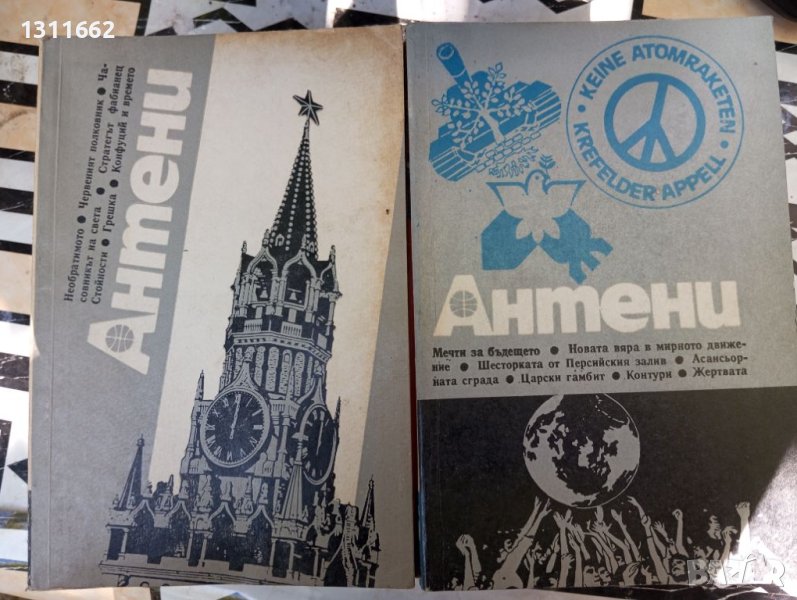 1311662
Необратимото ● Червеният полковник ● Ча-
совникът на света ● Стратегът фабианец
Стойности ● Грешка ● Конфуций и времето
Антени
KEINE ATOMRAKETEN
KREFELDER APPELL
Антени
Мечти за бъдещето ● Новата вяра в мирното движе-
ние ● Шесторката от Персийския залив ● Асансьор-
ната сграда ● Царски гамбит ● Контури ● Жертвата
BAZAR